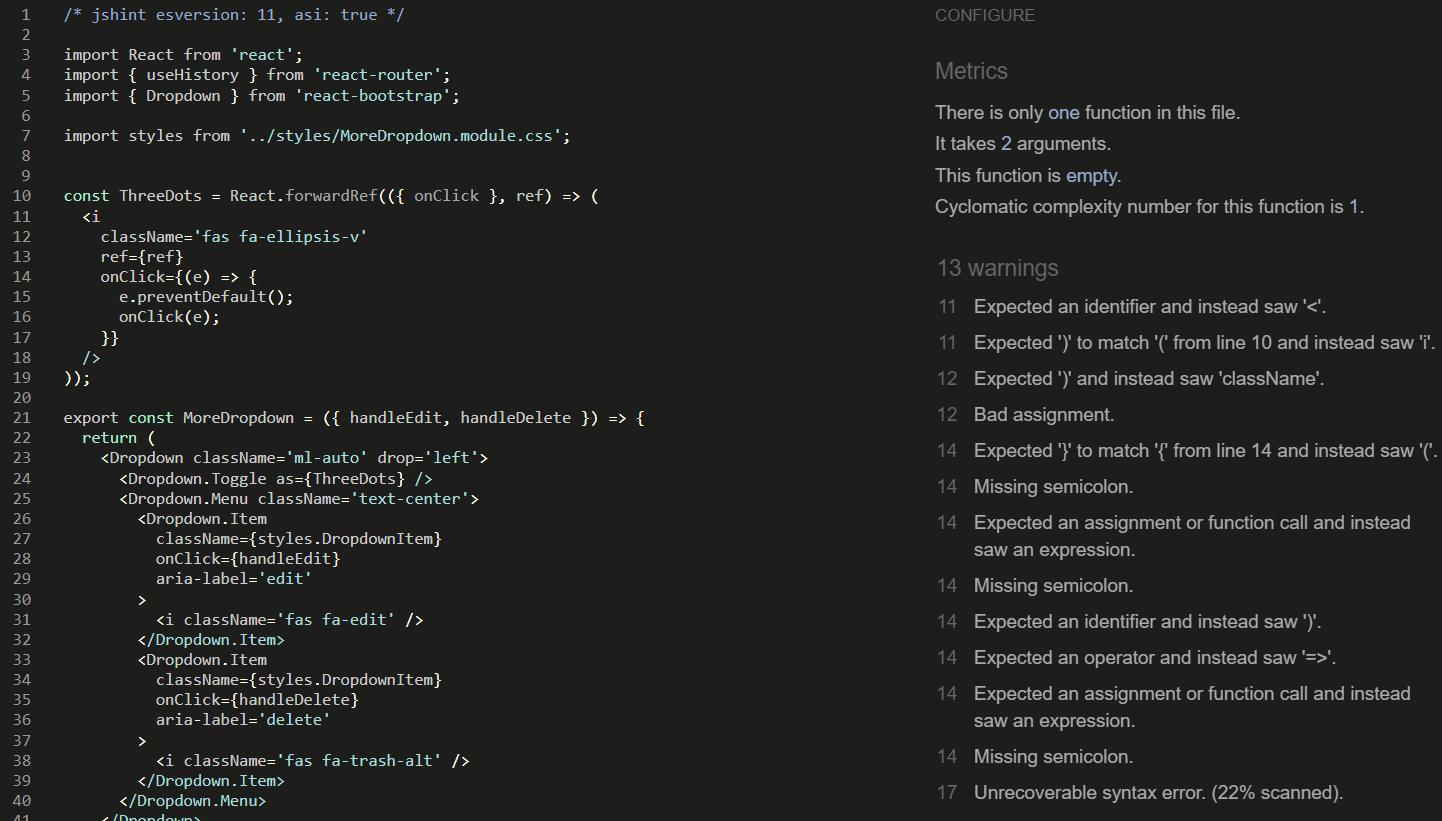 1 /* jshint esversion: 11, asi: true */
2
3 import React from 'react';
4 import { useHistory } from 'react-router';
5 import { Dropdown } from 'react-bootstrap';
6
7 import styles from '../styles/MoreDropdown.module.css';
8
9
10 const ThreeDots = React.forwardRef(({ onClick }, ref) => (
11   <i
12     className='fas fa-ellipsis-v'
13     ref={ref}
14     onClick={(e) => {
15       e.preventDefault();
16       onClick(e);
17     }}
18   />
19 ));
20
21 export const MoreDropdown = ({ handleEdit, handleDelete }) => {
22   return (
23     <Dropdown className='ml-auto' drop='left'>
24       <Dropdown.Toggle as={ThreeDots} />
25       <Dropdown.Menu className='text-center'>
26         <Dropdown.Item
27           className={styles.DropdownItem}
28           onClick={handleEdit}
29           aria-label='edit'
30         >
31           <i className='fas fa-edit' />
32         </Dropdown.Item>
33         <Dropdown.Item
34           className={styles.DropdownItem}
35           onClick={handleDelete}
36           aria-label='delete'
37         >
38           <i className='fas fa-trash-alt' />
39         </Dropdown.Item>
40       </Dropdown.Menu>
41     </Dropdown>
CONFIGURE
Metrics
There is only one function in this file.
It takes 2 arguments.
This function is empty.
Cyclomatic complexity number for this function is 1.
13 warnings
11 Expected an identifier and instead saw '<'.
11 Expected ')' to match '(' from line 10 and instead saw 'i'.
12 Expected ')' and instead saw 'className'.
12 Bad assignment.
14 Expected '}' to match '{' from line 14 and instead saw '('.
14 Missing semicolon.
14 Expected an assignment or function call and instead
saw an expression.
14 Missing semicolon.
14 Expected an identifier and instead saw ')'.
14 Expected an operator and instead saw '=>'.
14 Expected an assignment or function call and instead
saw an expression.
14 Missing semicolon.
17 Unrecoverable syntax error. (22% scanned).